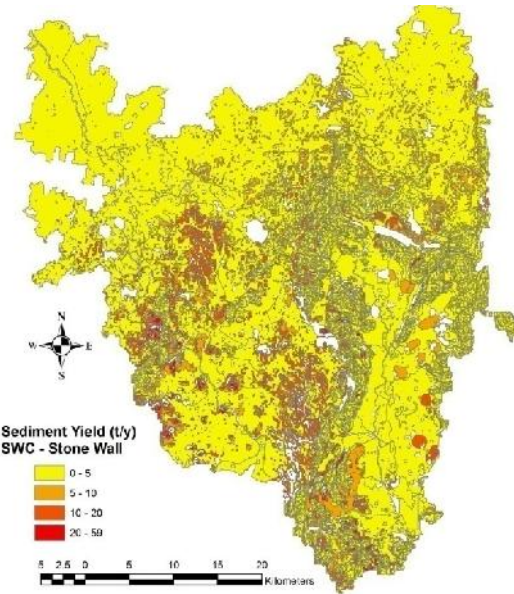 N
W E
S
Sediment Yield (t/y)
SWC - Stone Wall
0 - 5
5 - 10
10 - 20
20 - 59
5 2.5 0 5 10 15 20
Kilometers